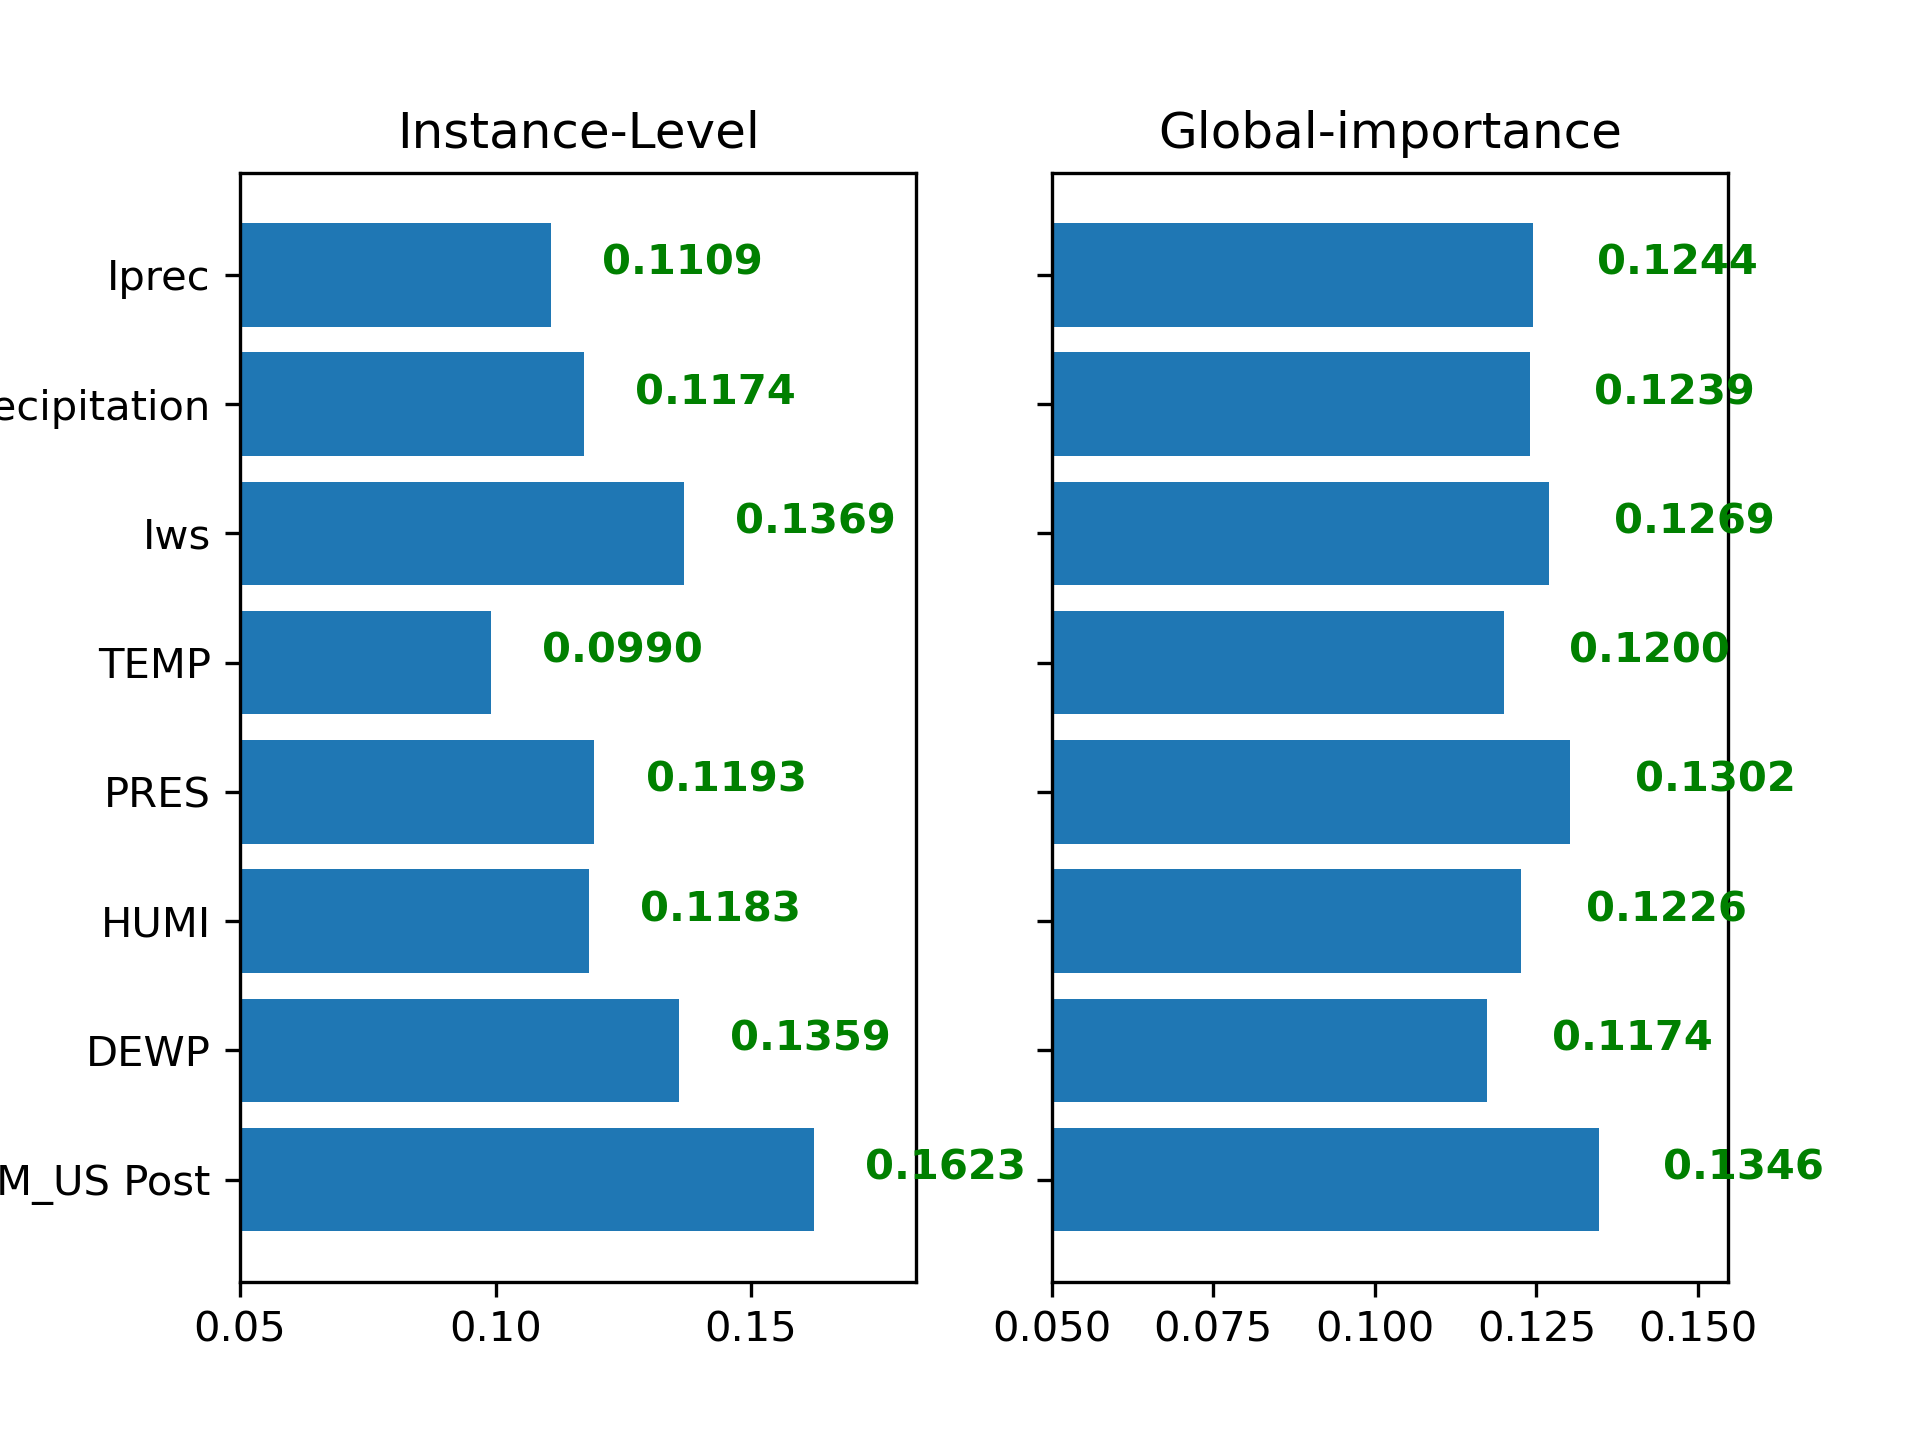 Instance-Level Global-importance
Iprec 0.1109 0.1244
ecipitation 0.1174 0.1239
Iws 0.1369 0.1269
TEMP 0.0990 0.1200
PRES 0.1193 0.1302
HUMI 0.1183 0.1226
DEWP 0.1359 0.1174
M_US Post 0.1623 0.1346
0.05 0.10 0.15 0.050 0.075 0.100 0.125 0.150